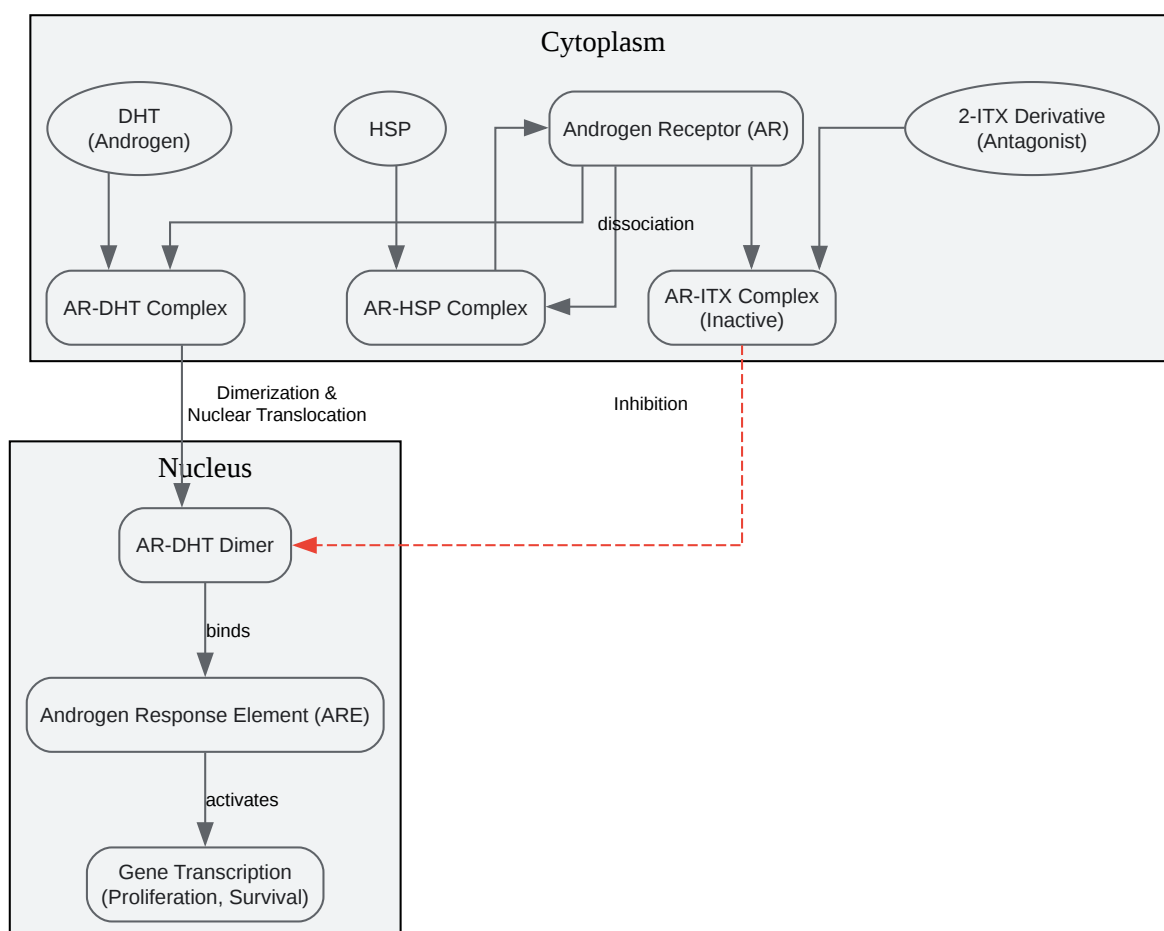 Cytoplasm
DHT
(Androgen)
HSP
Androgen Receptor (AR)
2-ITX Derivative
(Antagonist)
dissociation
AR-DHT Complex
AR-HSP Complex
AR-ITX Complex
(Inactive)
Dimerization &
Nuclear Translocation
Inhibition
Nucleus
AR-DHT Dimer
binds
Androgen Response Element (ARE)
activates
Gene Transcription
(Proliferation, Survival)